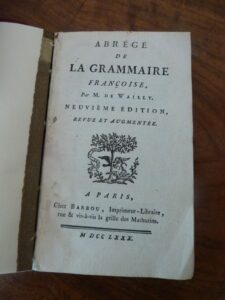 ABRÉGÉ
DE
LA GRAMMAIRE
FRANÇOISE,
Par M. DE WAILLY.
NEUVIÈME ÉDITION,
REVUE ET AUGMENTÉE.
A PARIS,
Chez BARBOU, Imprimeur-Libraire,
rue & vis-à-vis la grille des Mathurins.
M DCC LXXX.